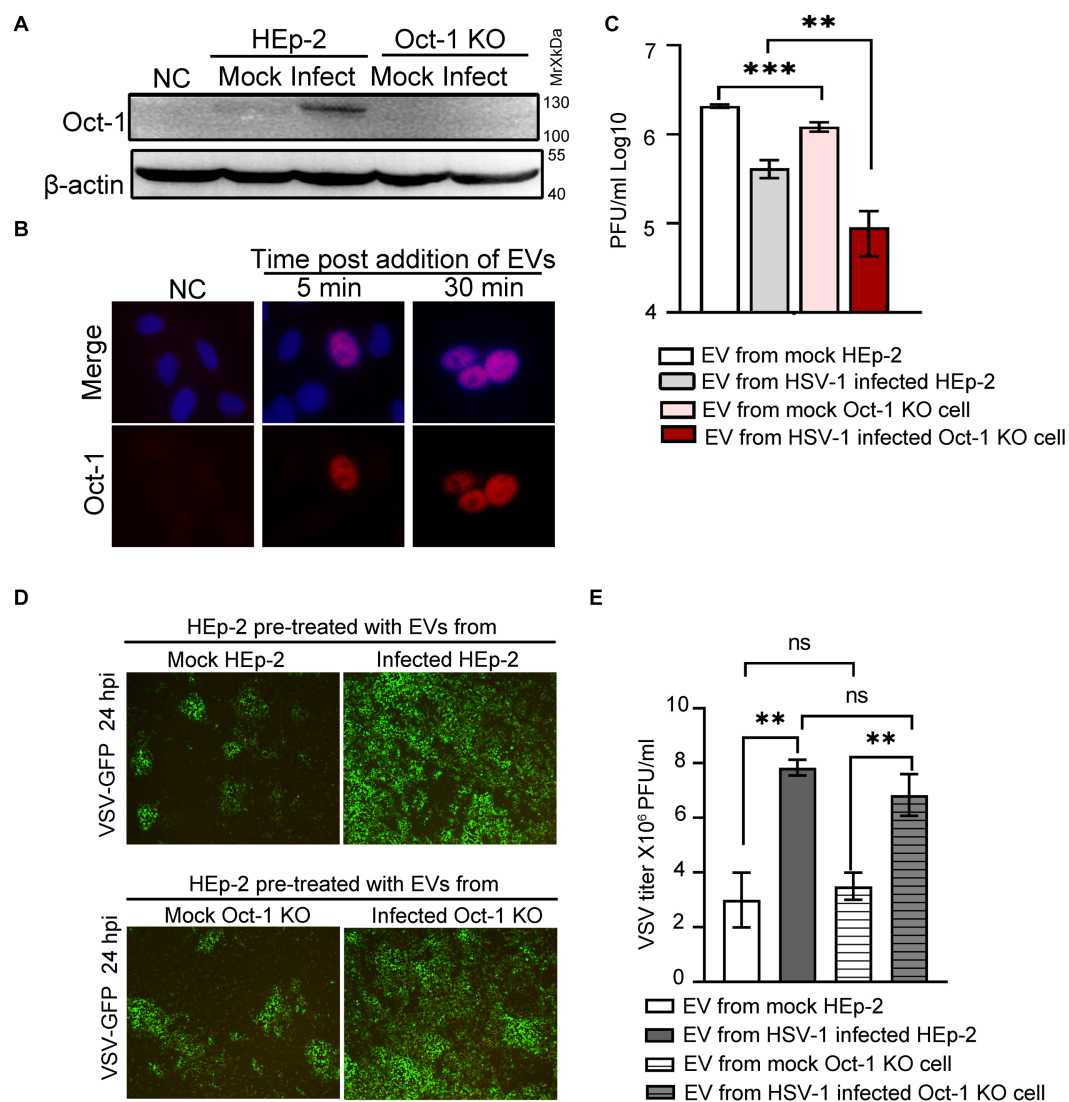 A
HEp-2
Oct-1 KO
NC
Mock Infect
Mock Infect
MrXkDa
Oct-1
130
100
β-actin
55
40
B
Time post addition of EVs
NC
5 min
30 min
Merge
Oct-1
C
**
***
PFU/ml Log10
7
6
5
4
EV from mock HEp-2
EV from HSV-1 infected HEp-2
EV from mock Oct-1 KO cell
EV from HSV-1 infected Oct-1 KO cell
D
HEp-2 pre-treated with EVs from
Mock HEp-2
Infected HEp-2
VSV-GFP 24 hpi
HEp-2 pre-treated with EVs from
Mock Oct-1 KO
Infected Oct-1 KO
VSV-GFP 24 hpi
E
ns
ns
**
**
VSV titer X10⁶ PFU/ml
10
8
6
4
2
0
EV from mock HEp-2
EV from HSV-1 infected HEp-2
EV from mock Oct-1 KO cell
EV from HSV-1 infected Oct-1 KO cell